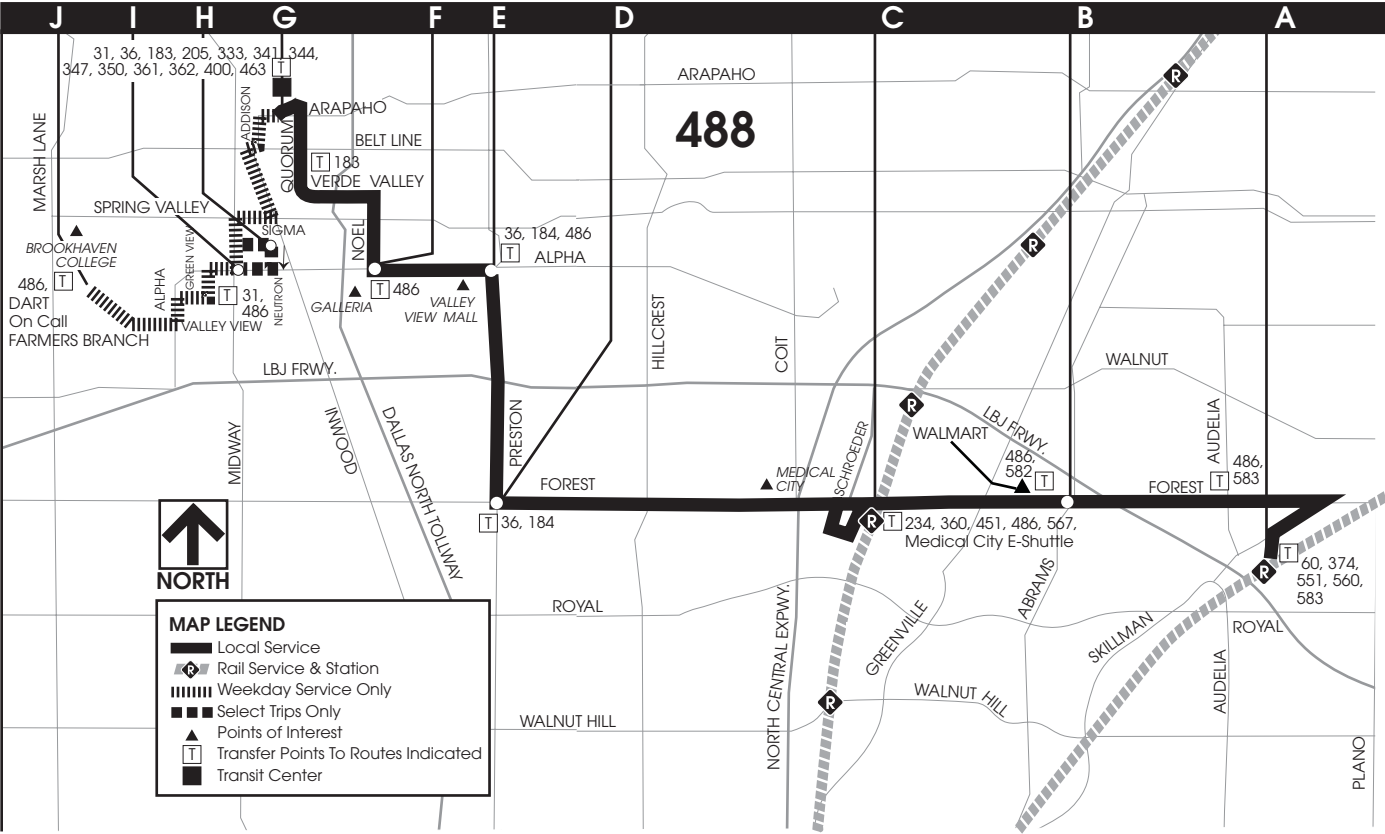 J I H G F E D C B A
31, 36, 183, 205, 333, 341, 344,
347, 350, 361, 362, 400, 463
T
ARAPAHO
ARAPAHO
488
ADDISON
QUORUM
BELT LINE
T 183
VERDE VALLEY
MARSH LANE
SPRING VALLEY
SIGMA
NOEL
36, 184, 486
T
ALPHA
BROOKHAVEN
COLLEGE
486,
T
DART
On Call
FARMERS BRANCH
ALPHA
GREEN VIEW
T
31,
486
NEUTRON
VALLEY VIEW
T 486
GALLERIA
VALLEY
VIEW MALL
HILLCREST
COIT
WALNUT
LBJ FRWY.
R
R
R
LBJ FRWY.
WALMART
486,
582
T
AUDELIA
T
486,
583
MIDWAY
INWOOD
DALLAS NORTH TOLLWAY
PRESTON
SCHROEDER
MEDICAL
CITY
FOREST
FOREST
T 36, 184
R
T
234, 360, 451, 486, 567,
Medical City E-Shuttle
T
R
60, 374,
551, 560,
583
NORTH
ROYAL
NORTH CENTRAL EXPWY.
GREENVILLE
ABRAMS
SKILLMAN
ROYAL
AUDELIA
PLANO
WALNUT HILL
R
WALNUT HILL
MAP LEGEND
Local Service
R Rail Service & Station
Weekday Service Only
Select Trips Only
Points of Interest
T Transfer Points To Routes Indicated
Transit Center